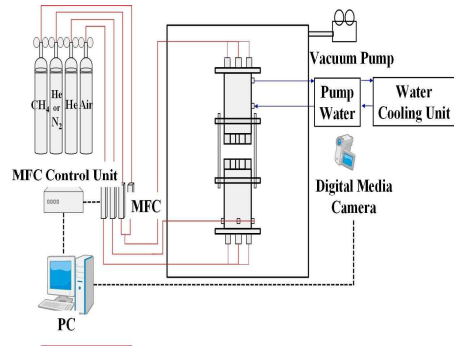 Vacuum Pump
CH4
He
or
N2
He
Air
Pump
Water
Water
Cooling Unit
MFC Control Unit
MFC
Digital Media
Camera
PC